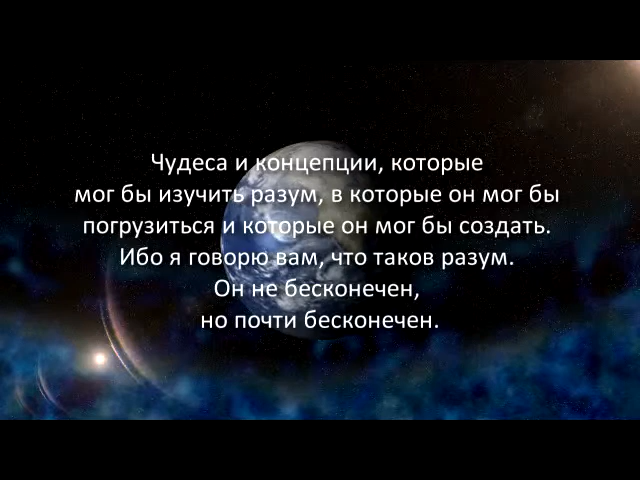 Чудеса и концепции, которые
мог бы изучить разум, в которые он мог бы
погрузиться и которые он мог бы создать.
Ибо я говорю вам, что таков разум.
Он не бесконечен,
но почти бесконечен.